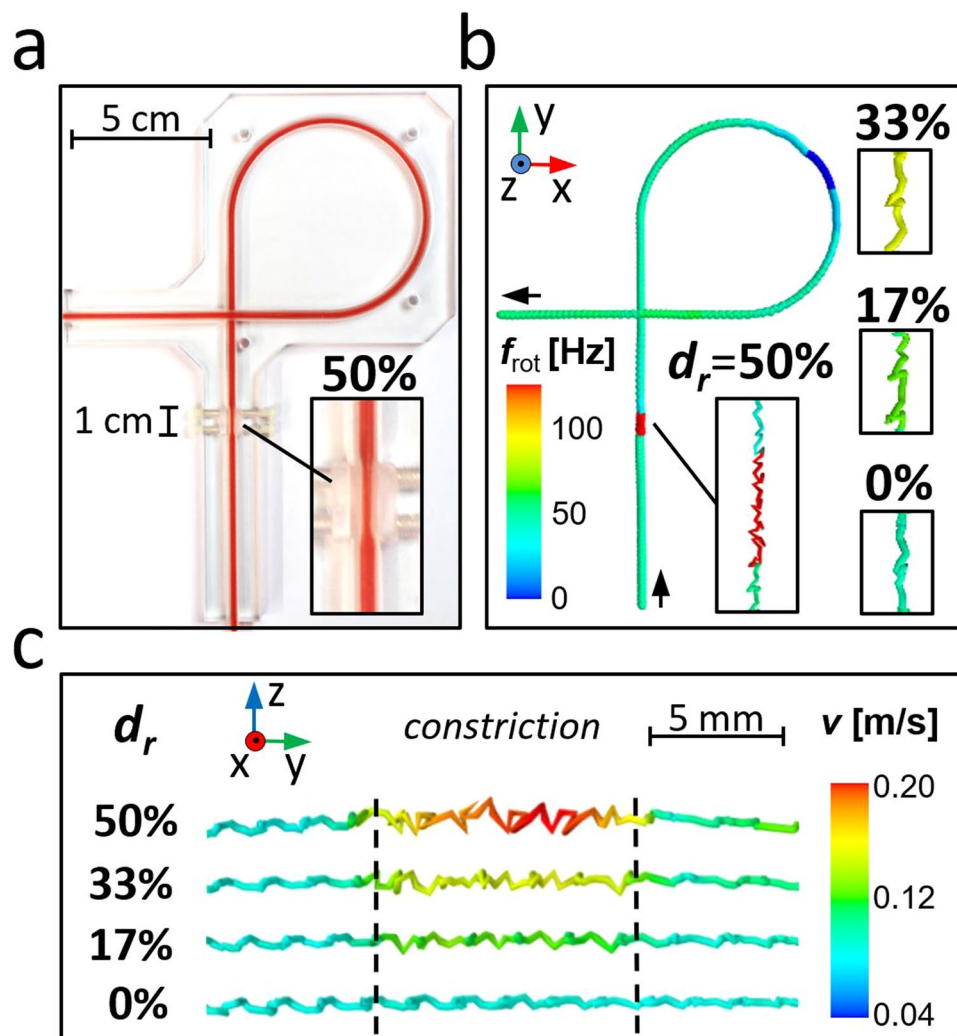 a
5 cm
1 cm
50%
b
y
z
x
f_rot [Hz]
100
50
0
d_r=50%
33%
17%
0%
c
d_r
z
x
y
constriction
5 mm
v [m/s]
50%
33%
17%
0%
0.20
0.12
0.04